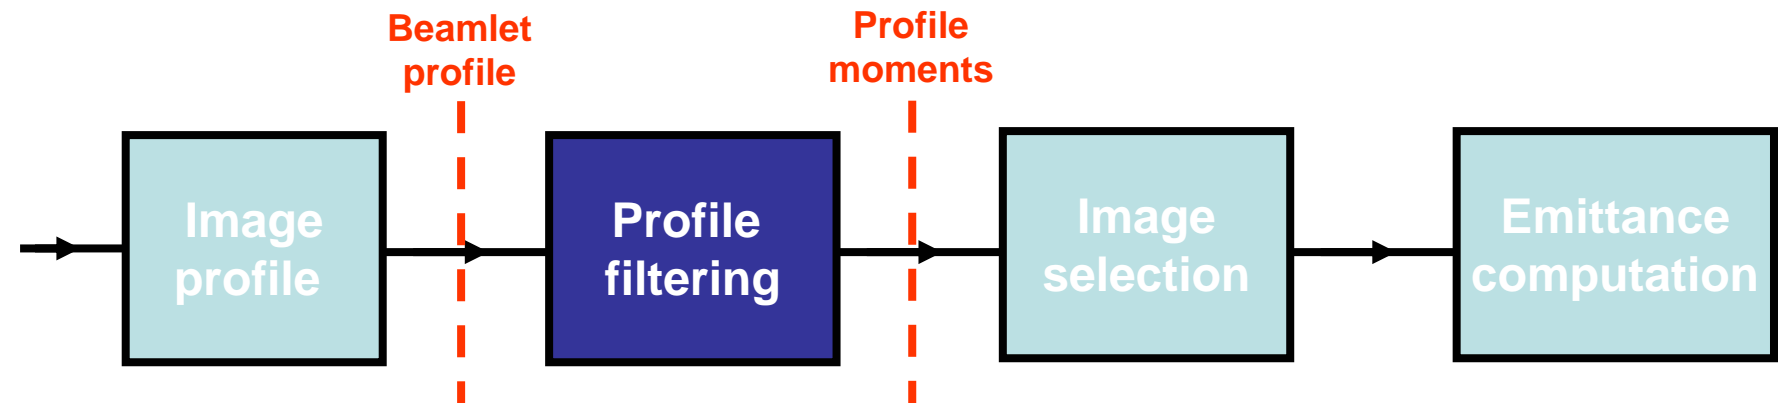 Beamlet
profile
Profile
moments
Image
profile
Profile
filtering
Image
selection
Emittance
computation